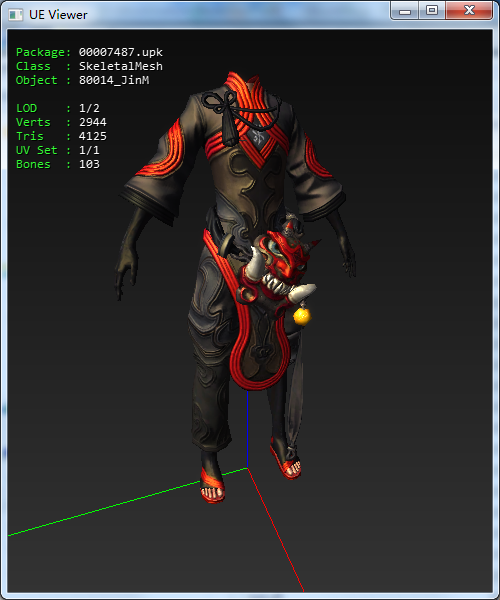 UE Viewer
Package: 00007487.upk
Class : SkeletalMesh
Object : 80014_JinM
LOD : 1/2
Verts : 2944
Tris : 4125
UV Set : 1/1
Bones : 103